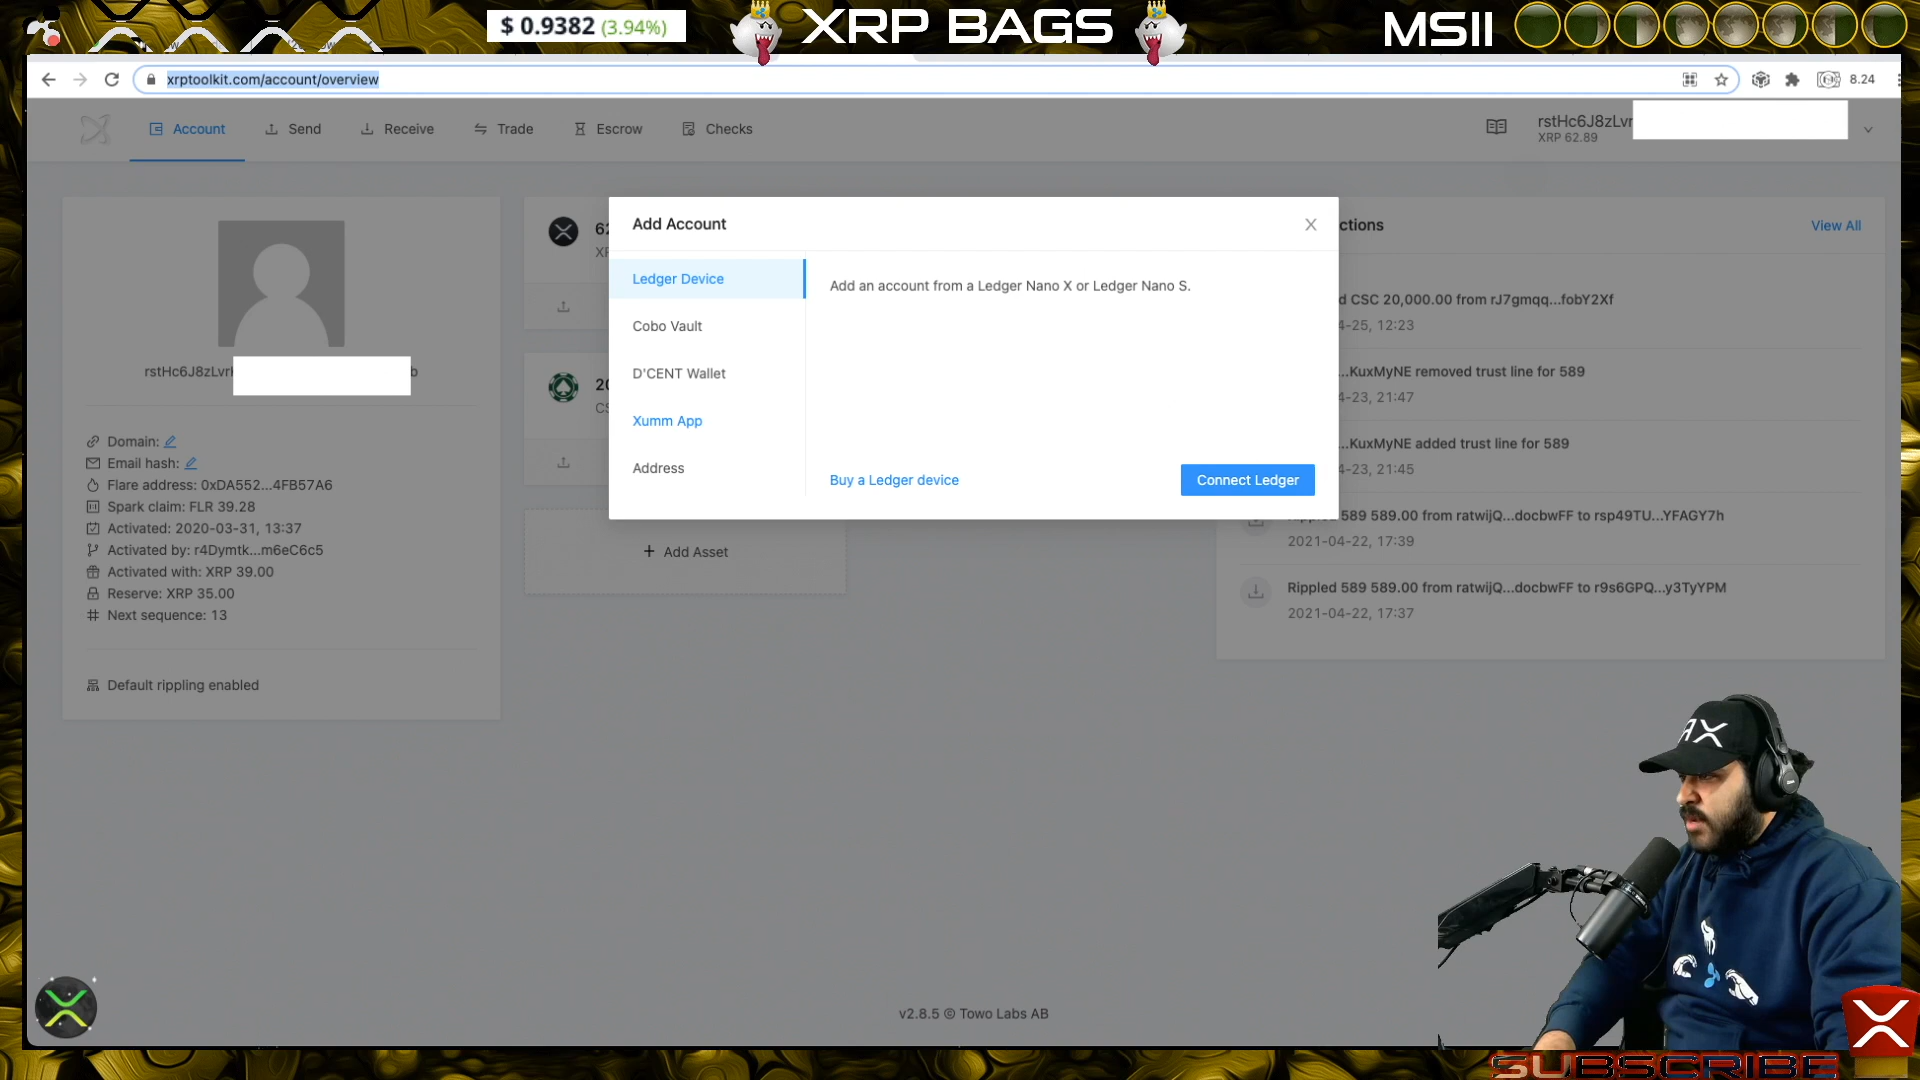 $ 0.9382 (3.94%)
XRP BAGS
MSII
xrptoolkit.com/account/overview
8.24
Account
Send
Receive
Trade
Escrow
Checks
rstHc6J8zLvr
XRP 62.89
Add Account
X
Ledger Device
Cobo Vault
D'CENT Wallet
Xumm App
Address
Add an account from a Ledger Nano X or Ledger Nano S.
Buy a Ledger device
Connect Ledger
rstHc6J8zLvr
b
Domain:
Email hash:
Flare address: 0xDA552...4FB57A6
Spark claim: FLR 39.28
Activated: 2020-03-31, 13:37
Activated by: r4Dymtk...m6eC6c5
Activated with: XRP 39.00
Reserve: XRP 35.00
Next sequence: 13
Default rippling enabled
62
XR
20
CS
+ Add Asset
ctions
View All
d CSC 20,000.00 from rJ7gmqq...fobY2Xf
4-25, 12:23
...KuxMyNE removed trust line for 589
4-23, 21:47
...KuxMyNE added trust line for 589
4-23, 21:45
Rippled 589 589.00 from ratwijQ...docbwFF to rsp49TU...YFAGY7h
2021-04-22, 17:39
Rippled 589 589.00 from ratwijQ...docbwFF to r9s6GPQ...y3TyYPM
2021-04-22, 17:37
v2.8.5 © Towo Labs AB
SUBSCRIBE